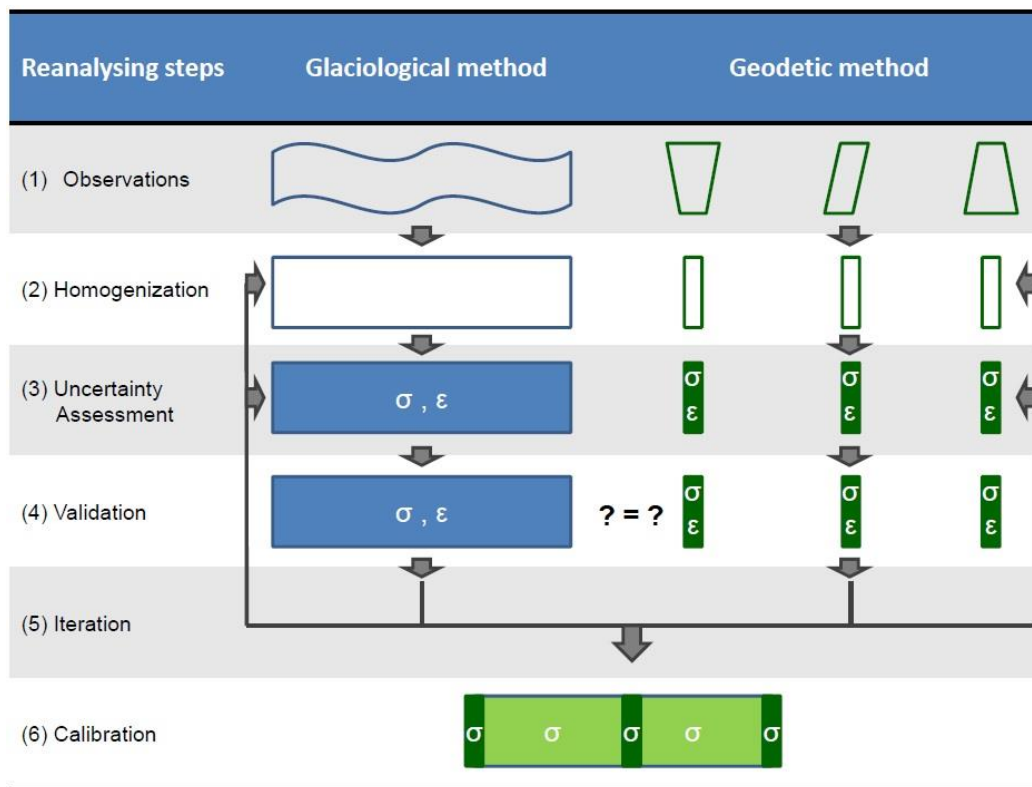 Reanalysing steps
Glaciological method
Geodetic method
(1) Observations
(2) Homogenization
(3) Uncertainty
Assessment
σ , ε
σ
ε
σ
ε
σ
ε
(4) Validation
σ , ε
? = ?
σ
ε
σ
ε
σ
ε
(5) Iteration
(6) Calibration
σ σ σ σ σ